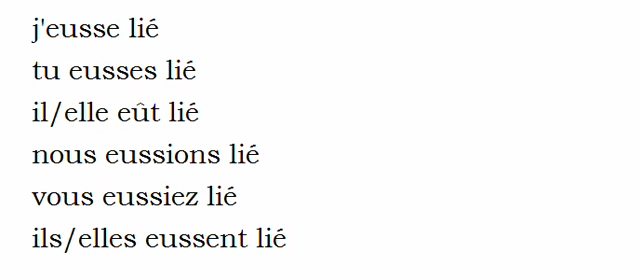 j'eusse lié
tu eusses lié
il/elle eût lié
nous eussions lié
vous eussiez lié
ils/elles eussent lié